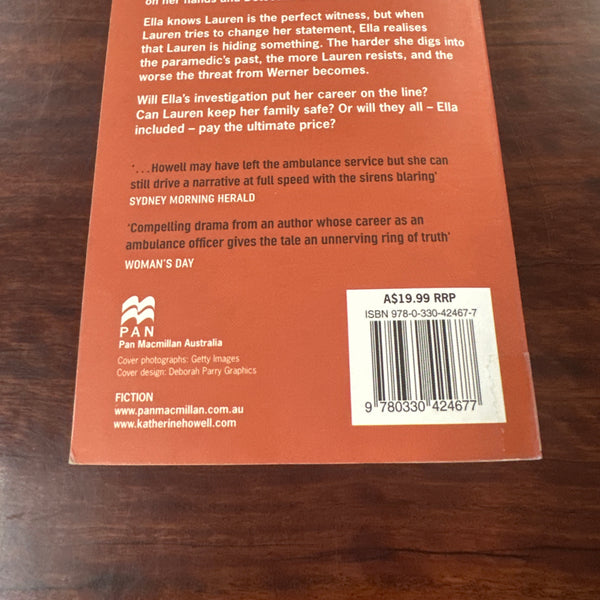 on her hands and
Ella knows Lauren is the perfect witness, but when
Lauren tries to change her statement, Ella realises
that Lauren is hiding something. The harder she digs into
the paramedic's past, the more Lauren resists, and the
worse the threat from Werner becomes.
Will Ella's investigation put her career on the line?
Can Lauren keep her family safe? Or will they all – Ella
included – pay the ultimate price?
'...Howell may have left the ambulance service but she can
still drive a narrative at full speed with the sirens blaring'
SYDNEY MORNING HERALD
'Compelling drama from an author whose career as an
ambulance officer gives the tale an unnerving ring of truth'
WOMAN'S DAY
PAN
Pan Macmillan Australia
Cover photographs: Getty Images
Cover design: Deborah Parry Graphics
FICTION
www.panmacmillan.com.au
www.katherinehowell.com
A$19.99 RRP
ISBN 978-0-330-42467-7
9 780330 424677